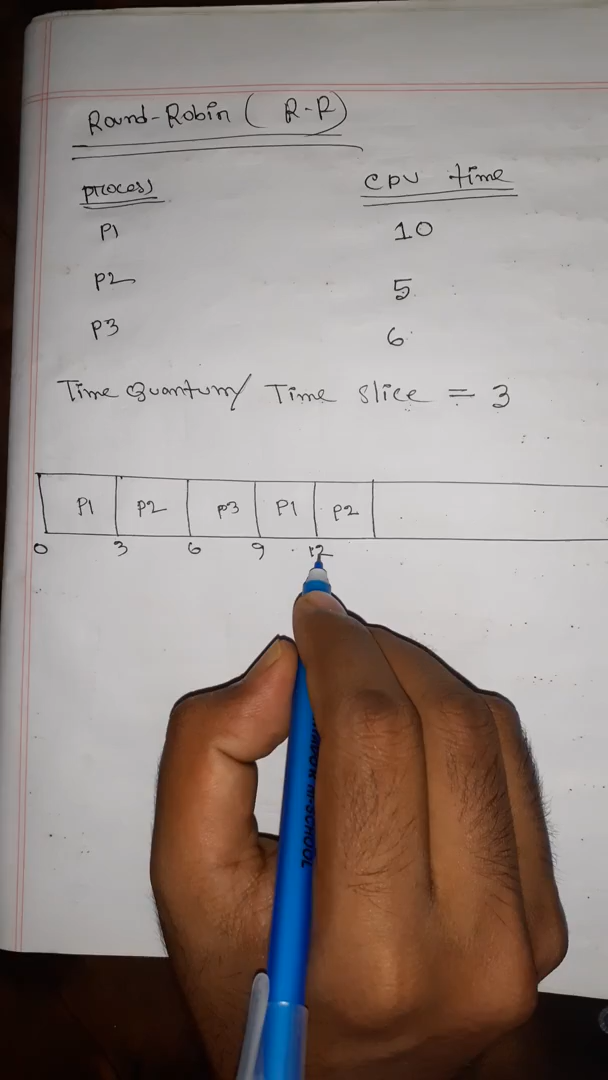 Round-Robin ( R-R)
process CPU time
P1 10
P2 5
P3 6
Time Quantum/ Time slice = 3
P1 P2 P3 P1 P2
0 3 6 9 12